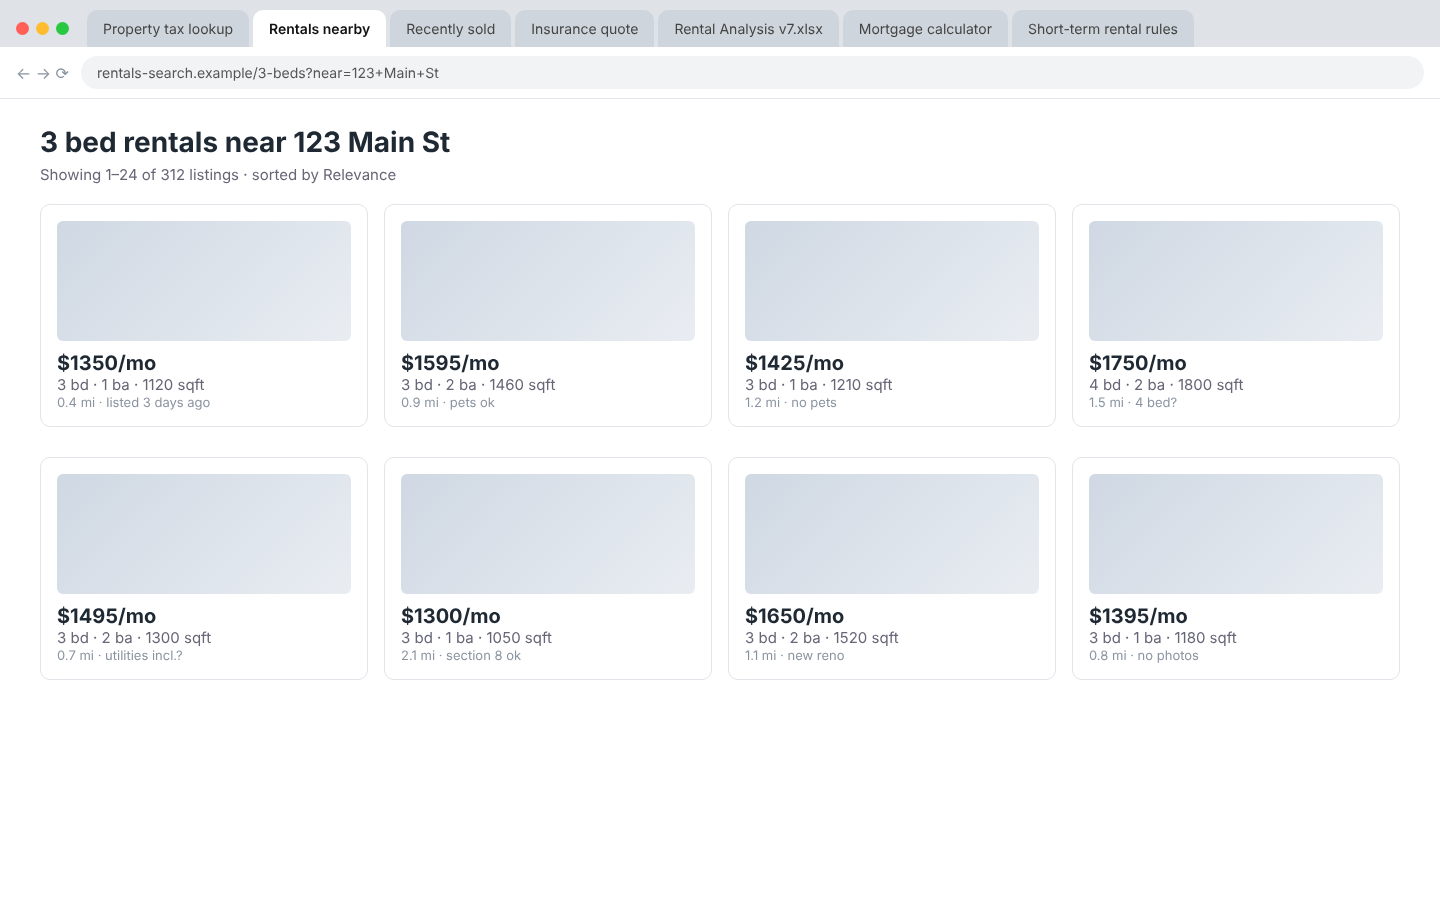 Property tax lookup
Rentals nearby
Recently sold
Insurance quote
Rental Analysis v7.xlsx
Mortgage calculator
Short-term rental rules
rentals-search.example/3-beds?near=123+Main+St
3 bed rentals near 123 Main St
Showing 1–24 of 312 listings · sorted by Relevance
$1350/mo
3 bd · 1 ba · 1120 sqft
0.4 mi · listed 3 days ago
$1595/mo
3 bd · 2 ba · 1460 sqft
0.9 mi · pets ok
$1425/mo
3 bd · 1 ba · 1210 sqft
1.2 mi · no pets
$1750/mo
4 bd · 2 ba · 1800 sqft
1.5 mi · 4 bed?
$1495/mo
3 bd · 2 ba · 1300 sqft
0.7 mi · utilities incl.?
$1300/mo
3 bd · 1 ba · 1050 sqft
2.1 mi · section 8 ok
$1650/mo
3 bd · 2 ba · 1520 sqft
1.1 mi · new reno
$1395/mo
3 bd · 1 ba · 1180 sqft
0.8 mi · no photos